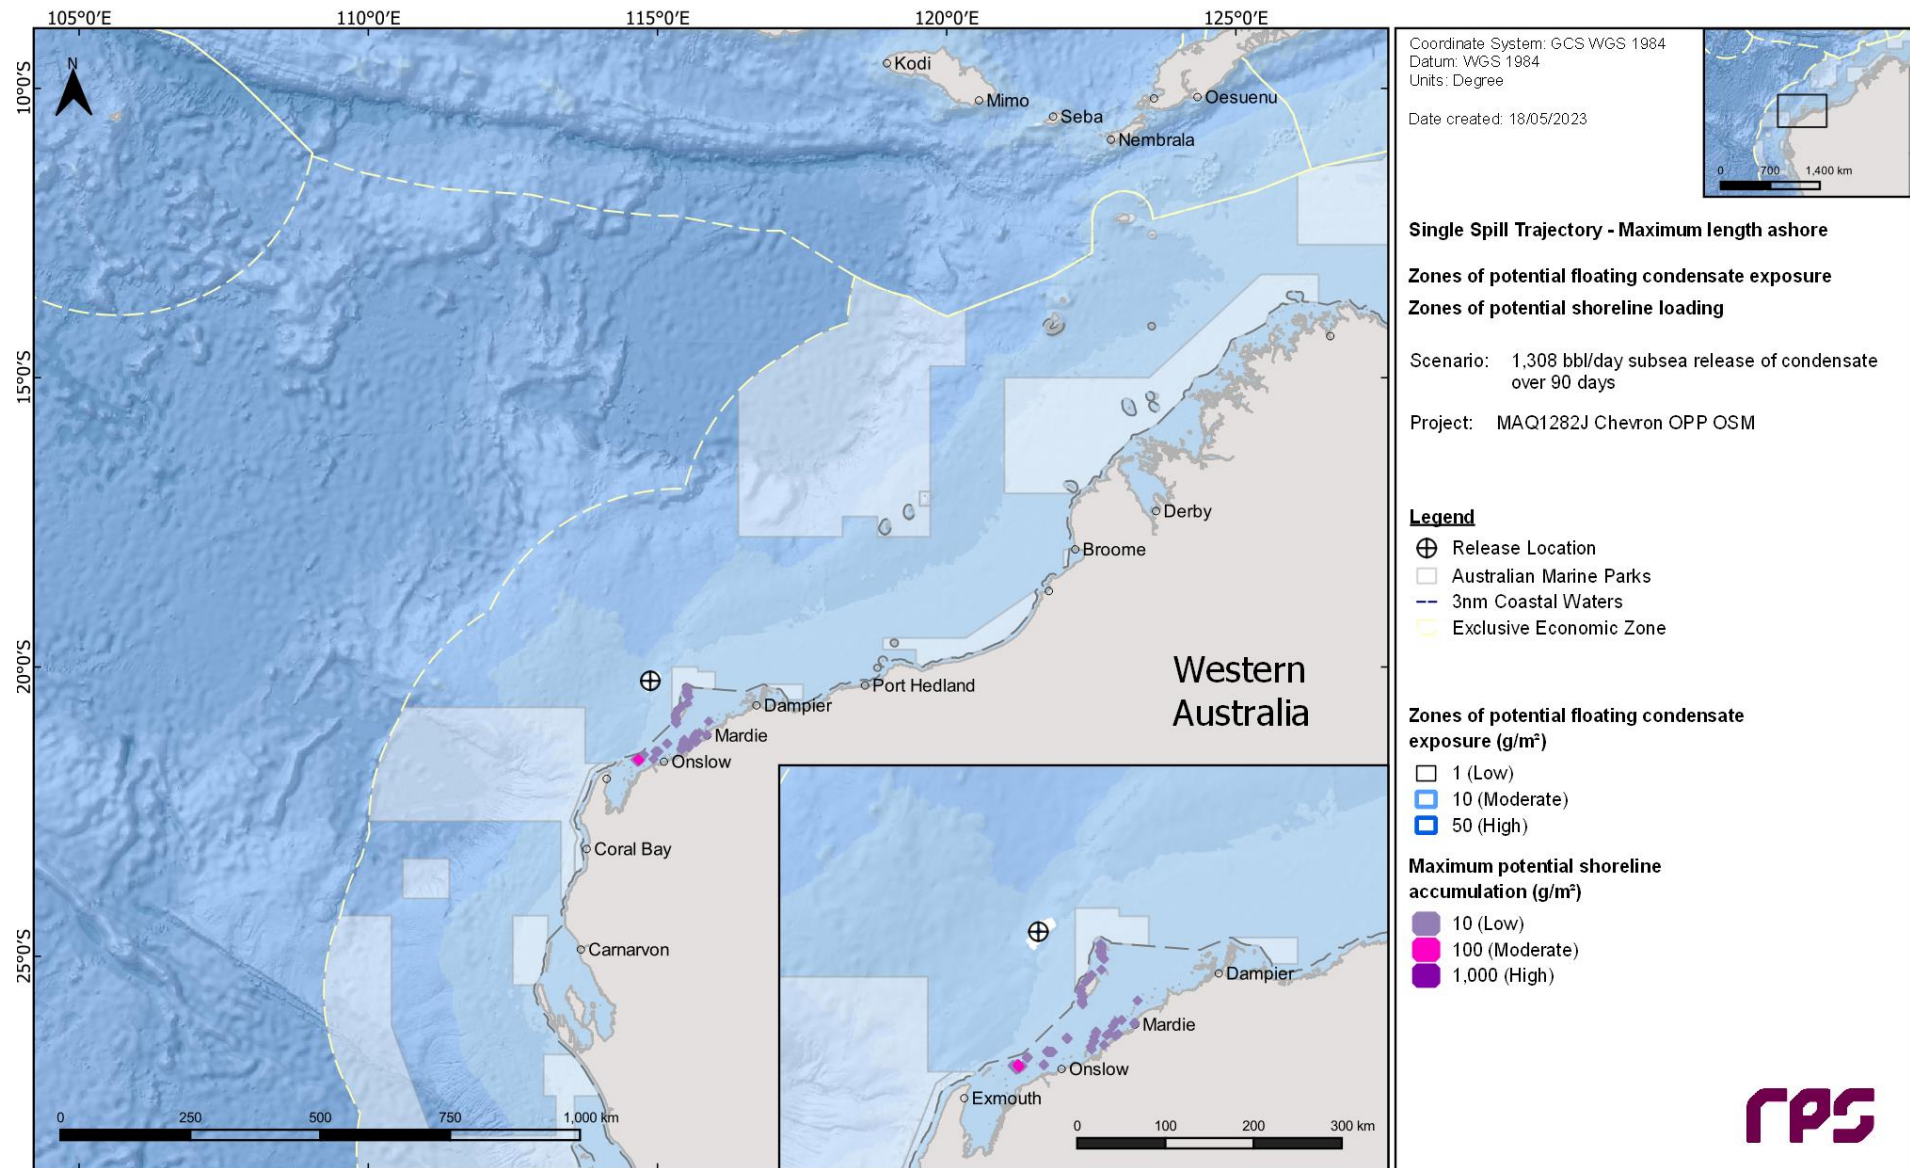 105°0'E
110°0'E
115°0'E
120°0'E
125°0'E
10°0'S
15°0'S
20°0'S
25°0'S
N
Kodi
Mimo
Seba
Oesuenu
Nembrala
Derby
Broome
Port Hedland
Dampier
Mardie
Onslow
Coral Bay
Carnarvon
Western
Australia
0 250 500 750 1,000 km
Dampier
Mardie
Onslow
Exmouth
0 100 200 300 km
Coordinate System: GCS WGS 1984
Datum: WGS 1984
Units: Degree
Date created: 18/05/2023
0 700 1,400 km
Single Spill Trajectory - Maximum length ashore
Zones of potential floating condensate exposure
Zones of potential shoreline loading
Scenario: 1,308 bbl/day subsea release of condensate
over 90 days
Project: MAQ1282J Chevron OPP OSM
Legend
Release Location
Australian Marine Parks
3nm Coastal Waters
Exclusive Economic Zone
Zones of potential floating condensate
exposure (g/m²)
1 (Low)
10 (Moderate)
50 (High)
Maximum potential shoreline
accumulation (g/m²)
10 (Low)
100 (Moderate)
1,000 (High)
rps